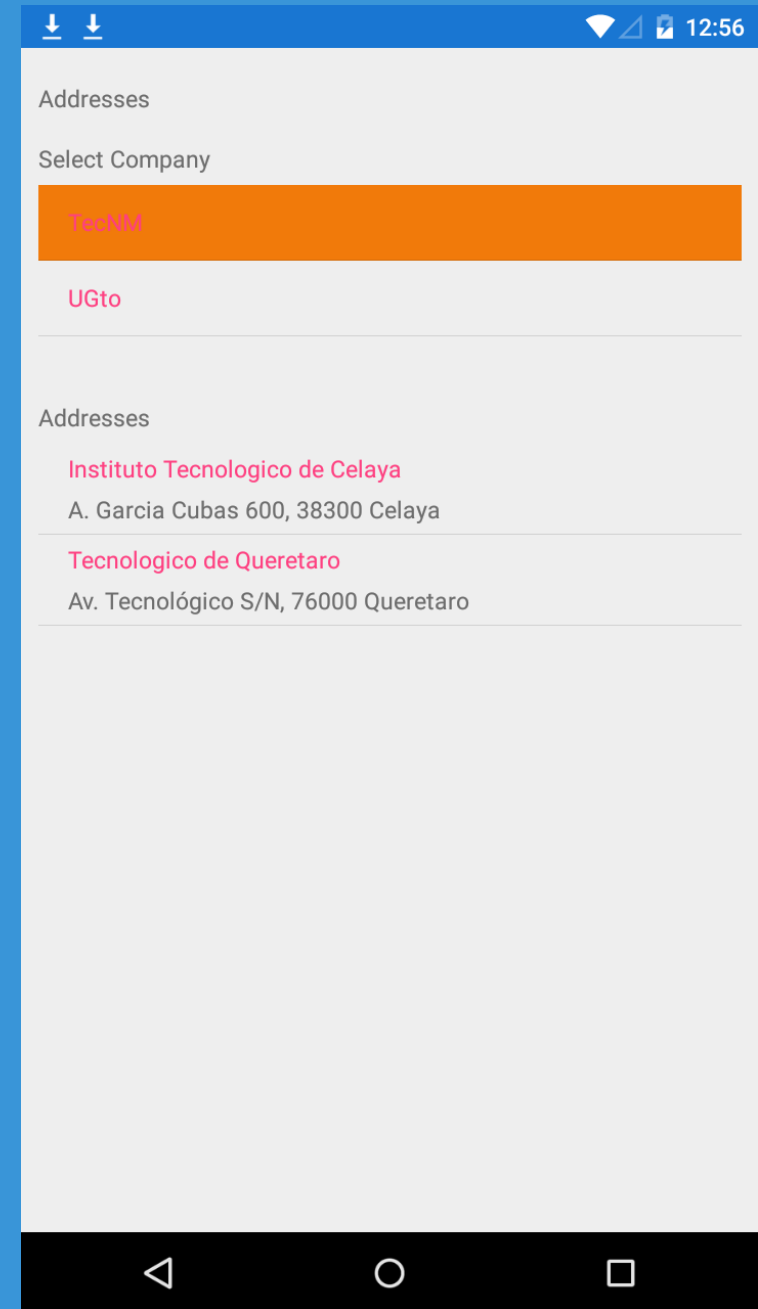 12:56
Addresses
Select Company
TecNM
UGto
Addresses
Instituto Tecnologico de Celaya
A. Garcia Cubas 600, 38300 Celaya
Tecnologico de Queretaro
Av. Tecnológico S/N, 76000 Queretaro